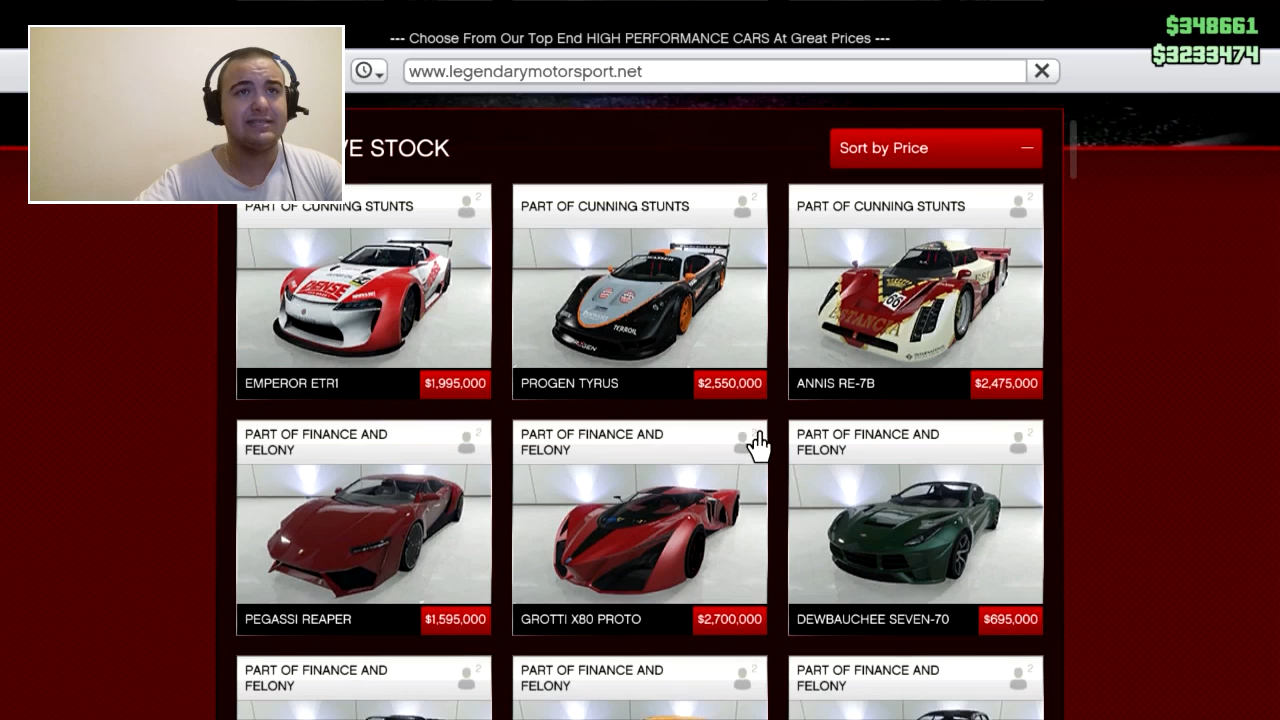 --- Choose From Our Top End HIGH PERFORMANCE CARS At Great Prices ---
$348661
$3233474
www.legendarymotorsport.net
VE STOCK
Sort by Price
PART OF CUNNING STUNTS
PART OF CUNNING STUNTS
PART OF CUNNING STUNTS
EMPEROR ETR1
$1,995,000
PROGEN TYRUS
$2,550,000
ANNIS RE-7B
$2,475,000
PART OF FINANCE AND
FELONY
PART OF FINANCE AND
FELONY
PART OF FINANCE AND
FELONY
PEGASSI REAPER
$1,595,000
GROTTI X80 PROTO
$2,700,000
DEWBAUCHEE SEVEN-70
$695,000
PART OF FINANCE AND
FELONY
PART OF FINANCE AND
FELONY
PART OF FINANCE AND
FELONY